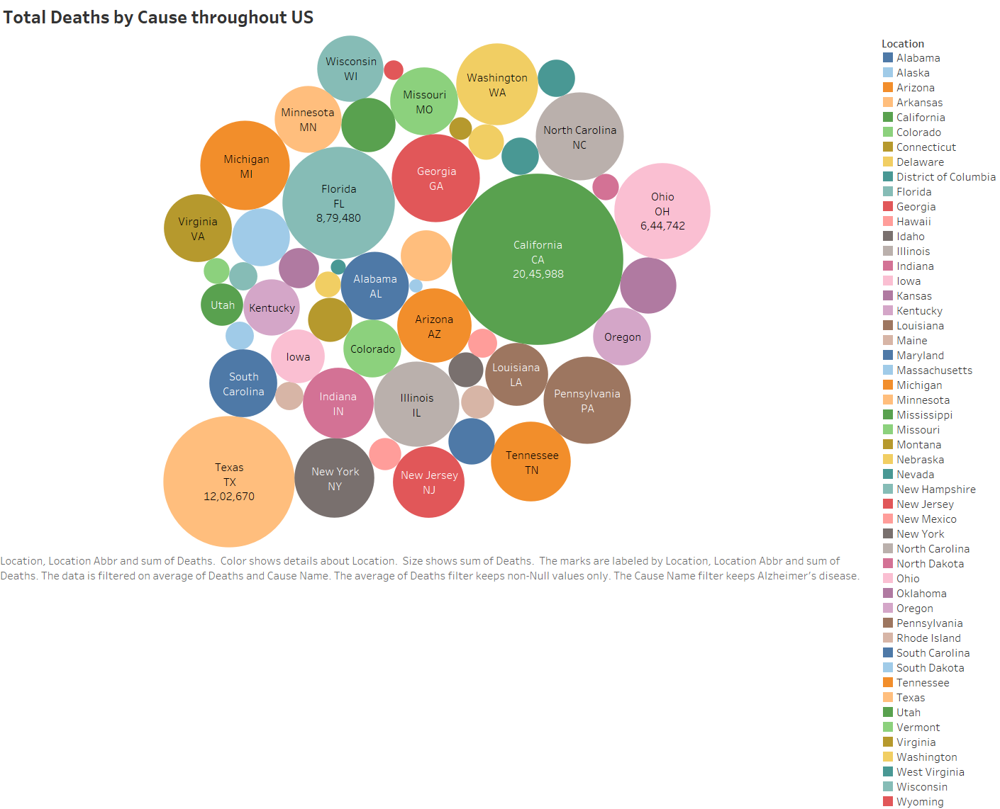 Total Deaths by Cause throughout US
Wisconsin
WI
Missouri
MO
Washington
WA
Minnesota
MN
North Carolina
NC
Michigan
MI
Georgia
GA
Florida
FL
8,79,480
Ohio
OH
6,44,742
Virginia
VA
California
CA
20,45,988
Alabama
AL
Utah
Kentucky
Arizona
AZ
Colorado
Oregon
Iowa
Louisiana
LA
South
Carolina
Indiana
IN
Illinois
IL
Pennsylvania
PA
Tennessee
TN
Texas
TX
12,02,670
New York
NY
New Jersey
NJ
Location, Location Abbr and sum of Deaths.  Color shows details about Location.  Size shows sum of Deaths.  The marks are labeled by Location, Location Abbr and sum of
Deaths. The data is filtered on average of Deaths and Cause Name. The average of Deaths filter keeps non-Null values only. The Cause Name filter keeps Alzheimer's disease.
Location
Alabama
Alaska
Arizona
Arkansas
California
Colorado
Connecticut
Delaware
District of Columbia
Florida
Georgia
Hawaii
Idaho
Illinois
Indiana
Iowa
Kansas
Kentucky
Louisiana
Maine
Maryland
Massachusetts
Michigan
Minnesota
Mississippi
Missouri
Montana
Nebraska
Nevada
New Hampshire
New Jersey
New Mexico
New York
North Carolina
North Dakota
Ohio
Oklahoma
Oregon
Pennsylvania
Rhode Island
South Carolina
South Dakota
Tennessee
Texas
Utah
Vermont
Virginia
Washington
West Virginia
Wisconsin
Wyoming